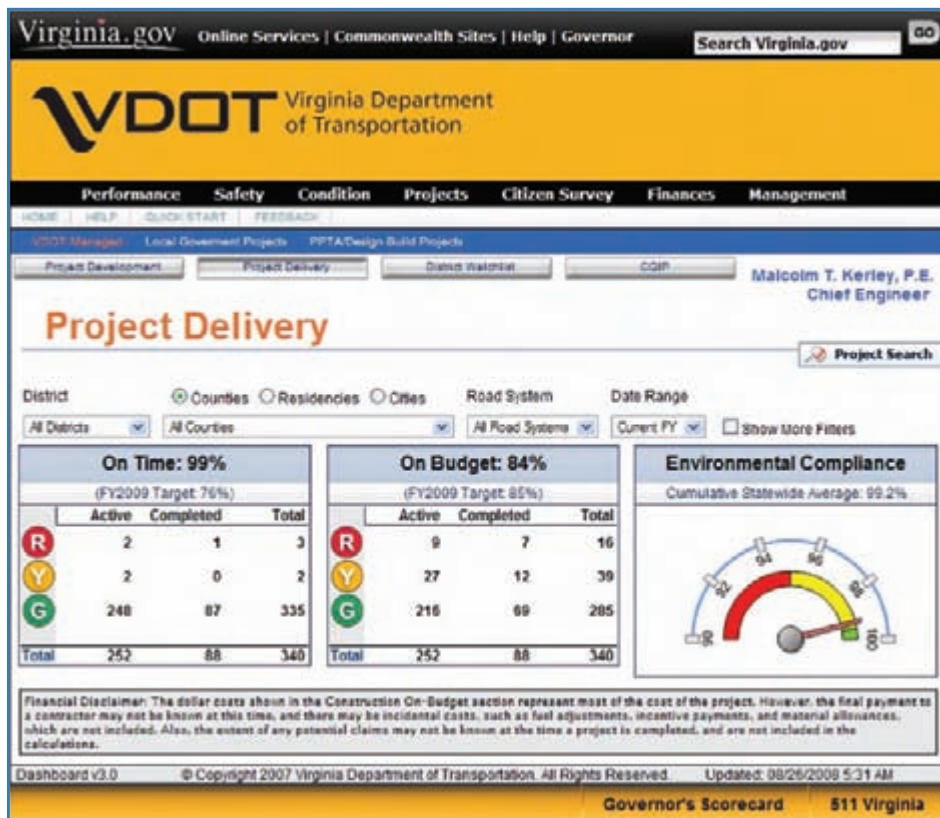 Virginia.gov Online Services | Commonwealth Sites | Help | Governor Search Virginia.gov GO
VDOT Virginia Department
of Transportation
Performance Safety Condition Projects Citizen Survey Finances Management
HOME | HELP | QUICK START | FEEDBACK |
VDOT Managed Local Goverment Projects PPTA/Design Build Projects
Project Development Project Delivery District Watchlist CQIP
Malcolm T. Kerley, P.E.
Chief Engineer
Project Delivery
Project Search
District Counties Residencies Cities Road System Date Range
All Districts All Counties All Road Systems Current FY Show More Filters
On Time: 99% On Budget: 84% Environmental Compliance
(FY2009 Target: 76%) (FY2009 Target: 85%) Cumulative Statewide Average: 99.2%
Active Completed Total Active Completed Total
R 2 1 3 R 9 7 16
Y 2 0 2 Y 27 12 39
G 248 87 335 G 216 69 285
Total 252 88 340 Total 252 88 340
90 92 94 96 98 100
Financial Disclaimer: The dollar costs shown in the Construction On-Budget section represent most of the cost of the project. However, the final payment to
a contractor may not be known at this time, and there may be incidental costs, such as fuel adjustments, incentive payments, and material allowances,
which are not included. Also, the extent of any potential claims may not be known at the time a project is completed, and are not included in the
calculations.
Dashboard v3.0 © Copyright 2007 Virginia Department of Transportation. All Rights Reserved. Updated: 08/26/2008 5:31 AM
Governor's Scorecard 511 Virginia